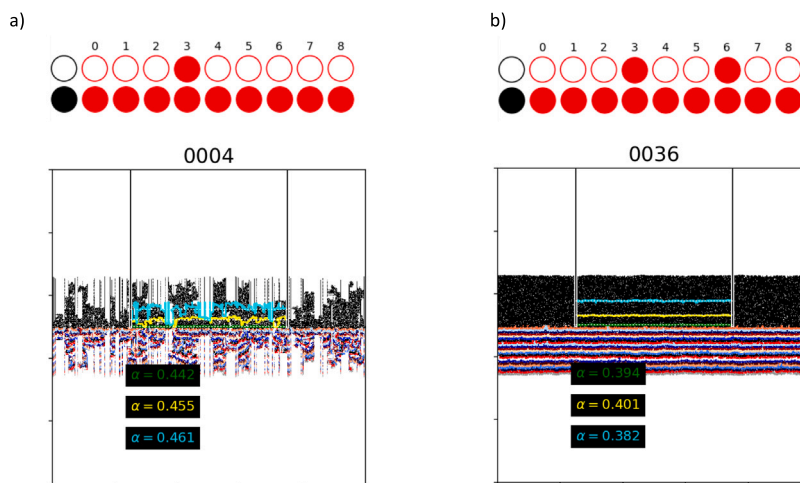 a)
b)
0 1 2 3 4 5 6 7 8
0 1 2 3 4 5 6 7 8
0004
0036
α = 0.442
α = 0.455
α = 0.461
α = 0.394
α = 0.401
α = 0.382